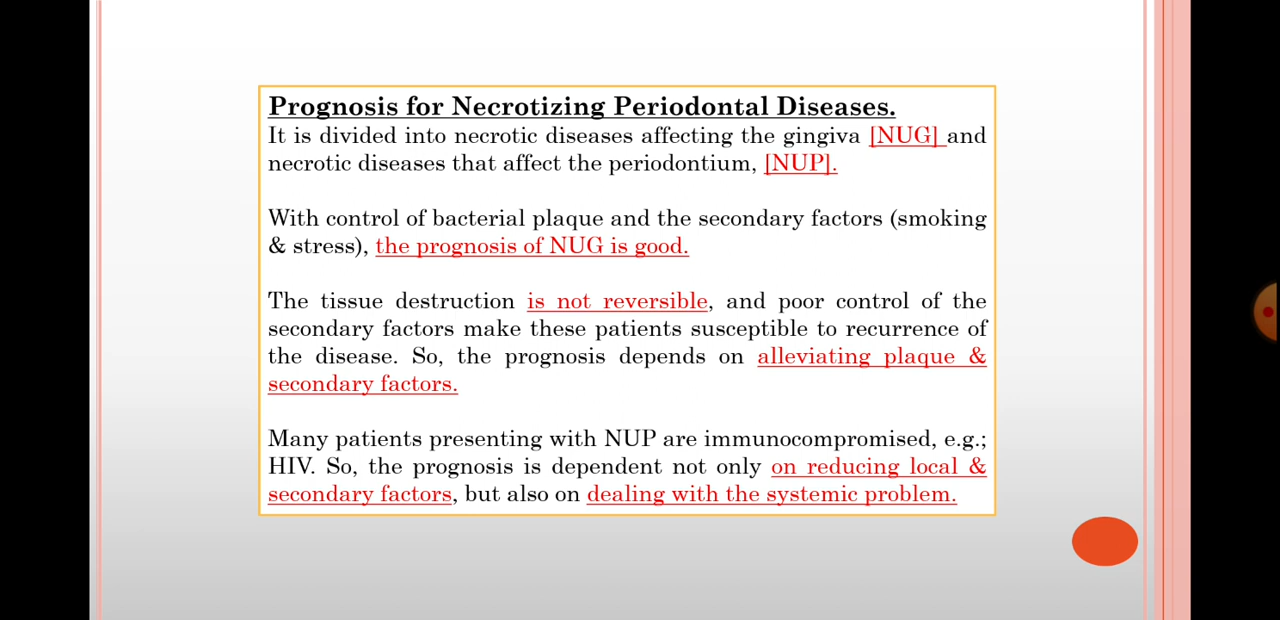 Prognosis for Necrotizing Periodontal Diseases.
It is divided into necrotic diseases affecting the gingiva [NUG] and
necrotic diseases that affect the periodontium, [NUP].
With control of bacterial plaque and the secondary factors (smoking
& stress), the prognosis of NUG is good.
The tissue destruction is not reversible, and poor control of the
secondary factors make these patients susceptible to recurrence of
the disease. So, the prognosis depends on alleviating plaque &
secondary factors.
Many patients presenting with NUP are immunocompromised, e.g.;
HIV. So, the prognosis is dependent not only on reducing local &
secondary factors, but also on dealing with the systemic problem.